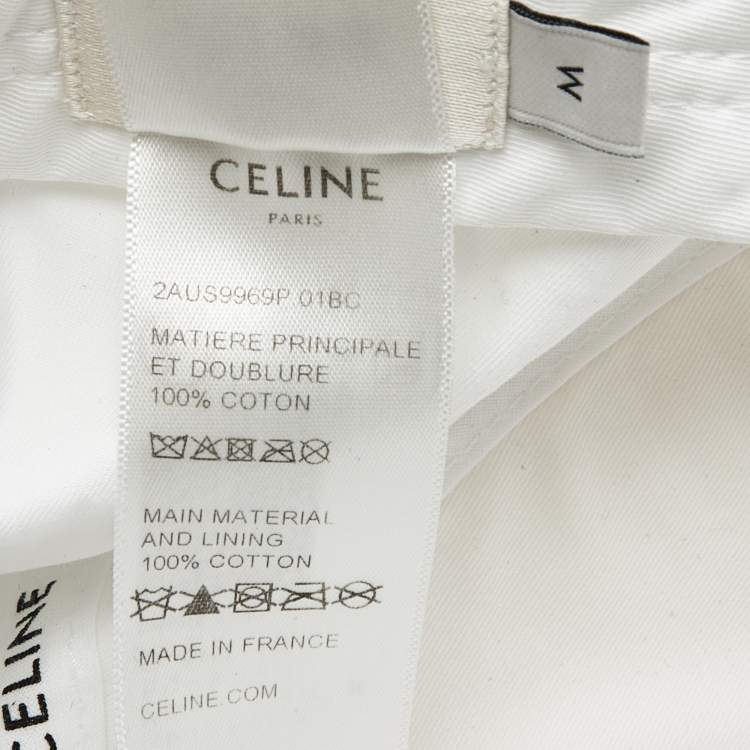 M
CELINE
PARIS
2AUS9969P 01BC
MATIERE PRINCIPALE
ET DOUBLURE
100% COTON
MAIN MATERIAL
AND LINING
100% COTTON
MADE IN FRANCE
CELINE.COM
CELINE